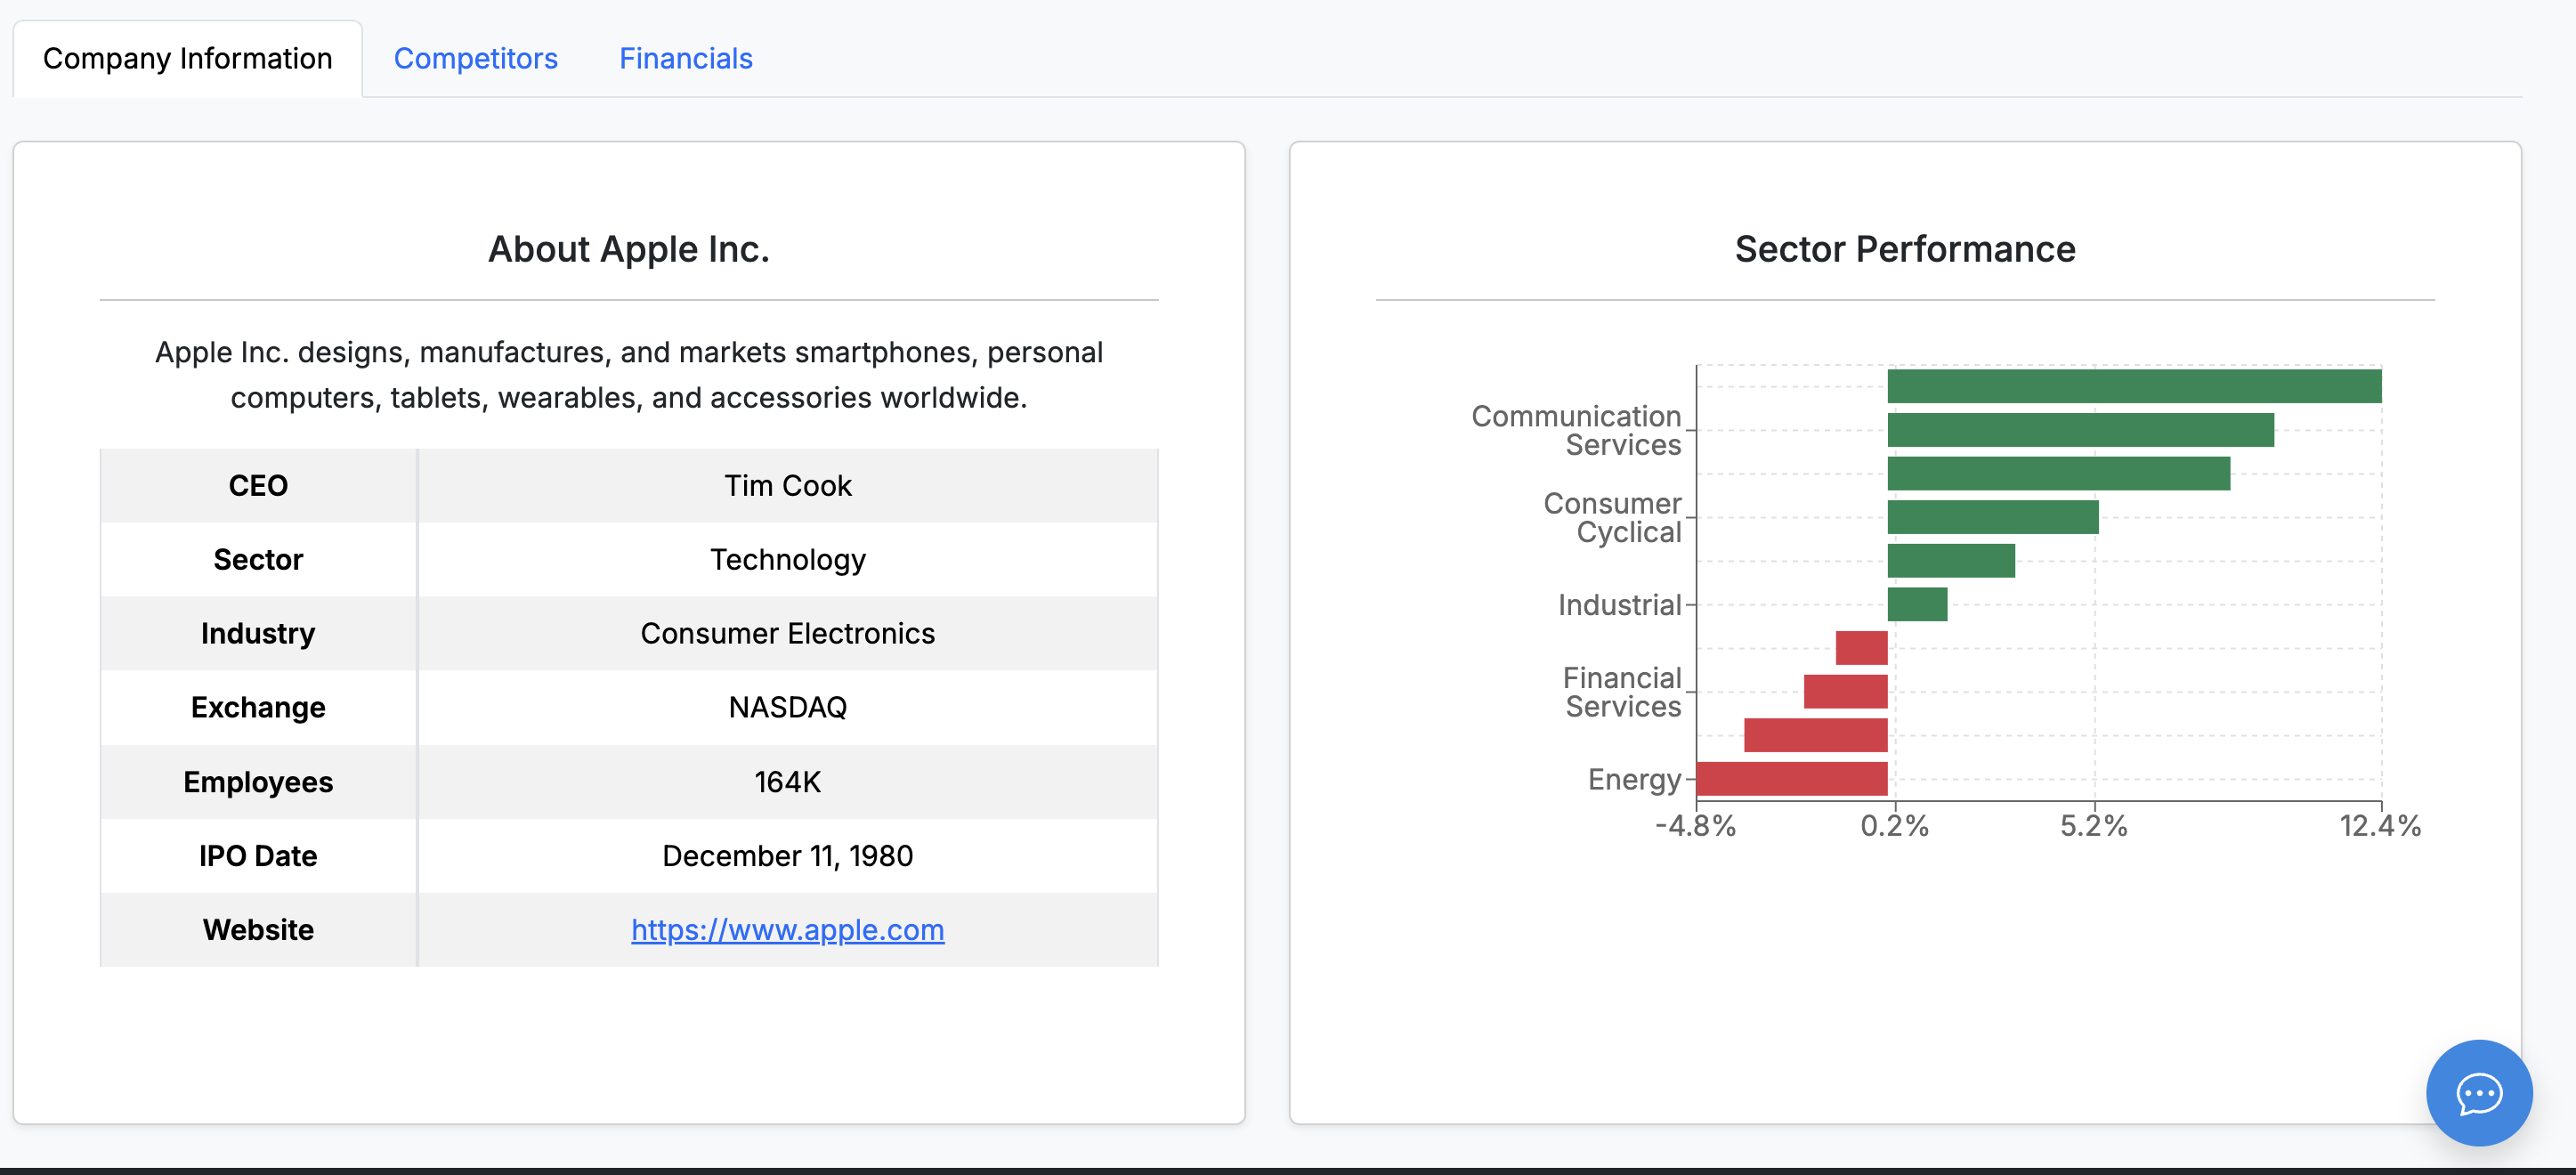 Company Information
Competitors
Financials
About Apple Inc.
Apple Inc. designs, manufactures, and markets smartphones, personal
computers, tablets, wearables, and accessories worldwide.
CEO Tim Cook
Sector Technology
Industry Consumer Electronics
Exchange NASDAQ
Employees 164K
IPO Date December 11, 1980
Website https://www.apple.com
Sector Performance
Communication
Services
Consumer
Cyclical
Industrial
Financial
Services
Energy
-4.8% 0.2% 5.2% 12.4%